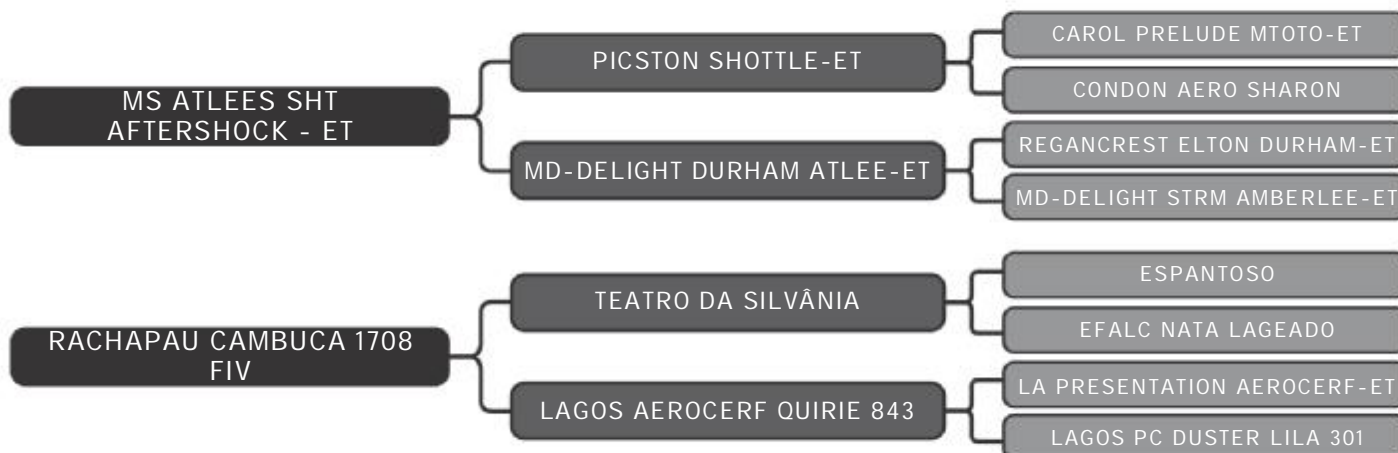 CAROL PRELUDE MTOTO-ET
PICSTON SHOTTLE-ET
CONDON AERO SHARON
MS ATLEES SHT
AFTERSHOCK - ET
REGANCREST ELTON DURHAM-ET
MD-DELIGHT DURHAM ATLEE-ET
MD-DELIGHT STRM AMBERLEE-ET
ESPANTOSO
TEATRO DA SILVÂNIA
EFALC NATA LAGEADO
RACHAPAU CAMBUCA 1708
FIV
LA PRESENTATION AEROCERF-ET
LAGOS AEROCERF QUIRIE 843
LAGOS PC DUSTER LILA 301